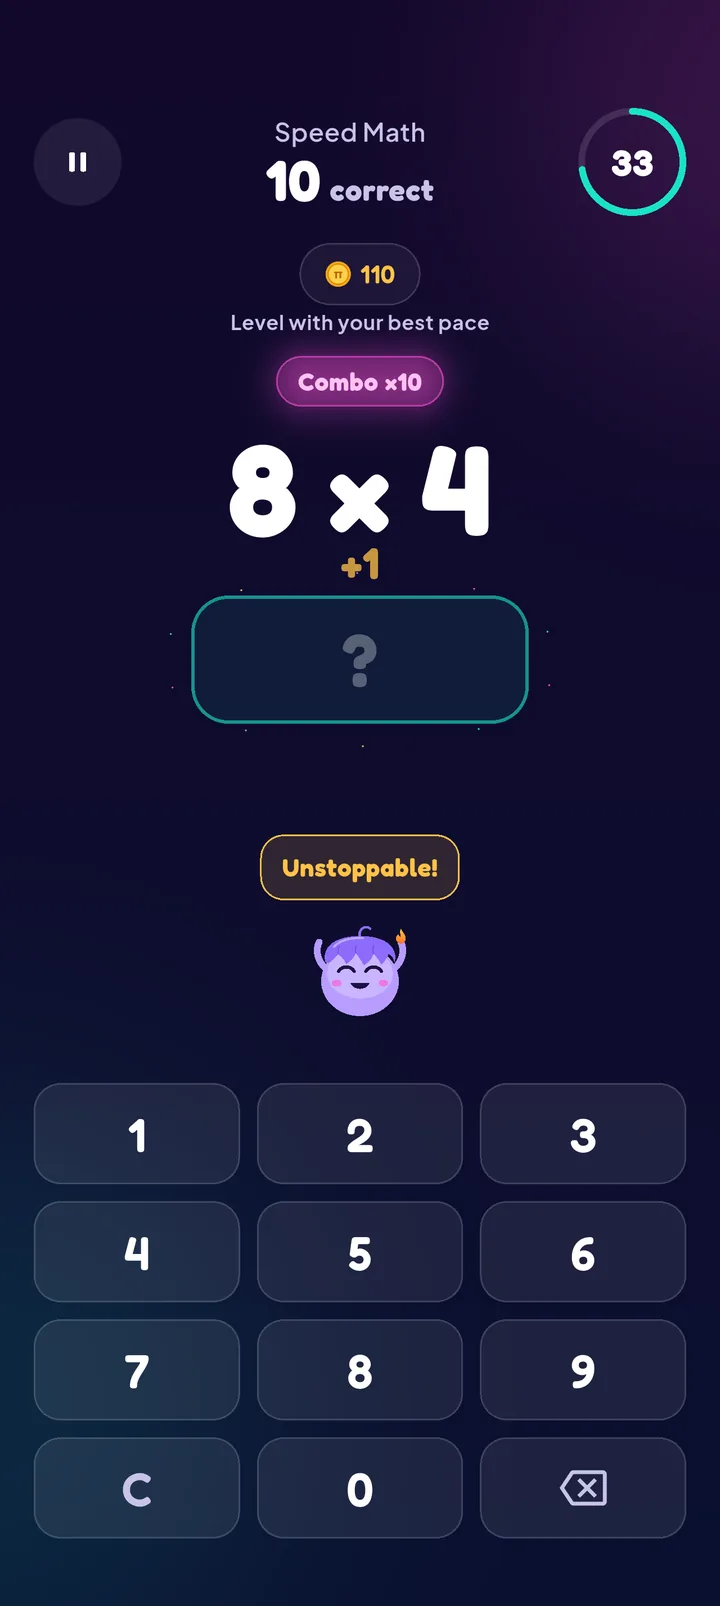 Speed Math
10 correct
33
π 110
Level with your best pace
Combo ×10
8 × 4
+1
?
Unstoppable!
1 2 3
4 5 6
7 8 9
C 0